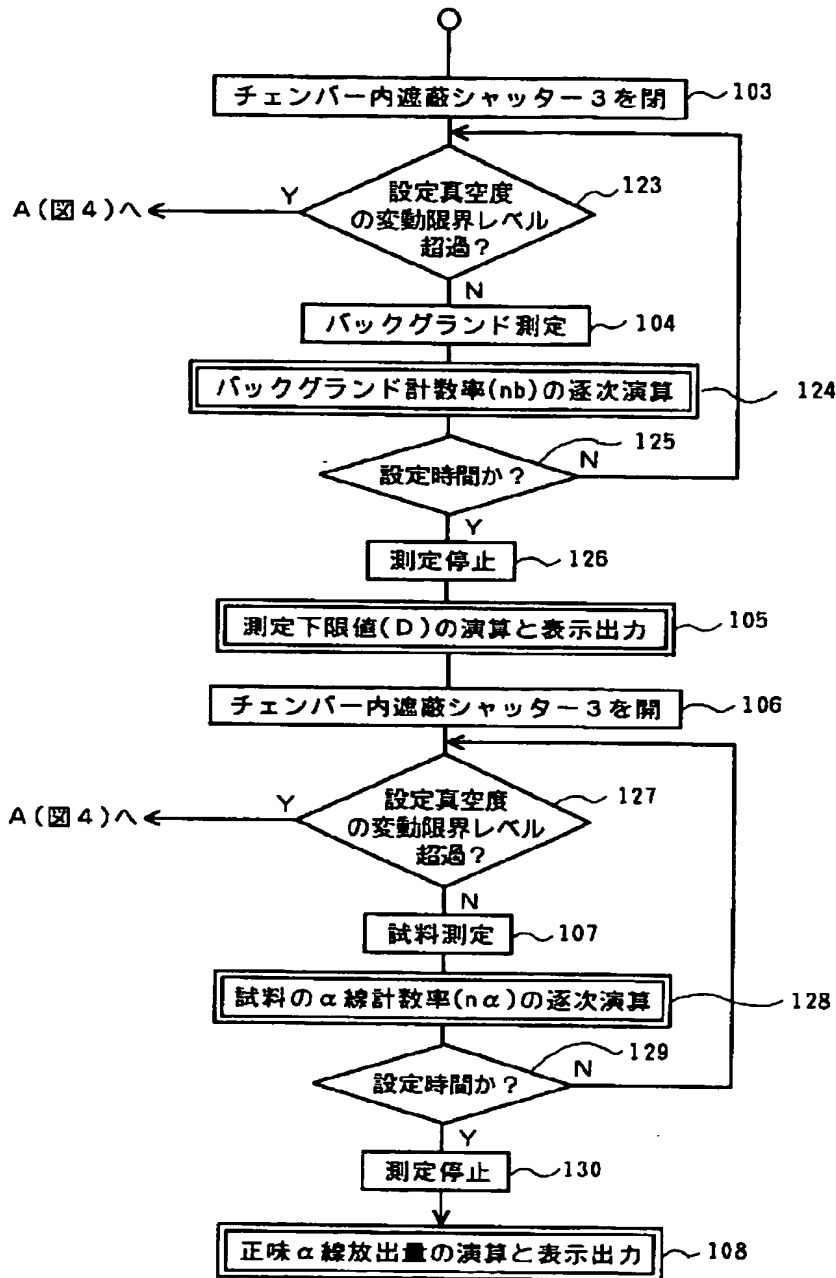 チェンバー内遮蔽シャッター3を閉
103
設定真空度
の変動限界レベル
超過?
123
Y
A(図4)へ
N
バックグランド測定
104
バックグランド計数率(nb)の逐次演算
124
125
設定時間か?
N
Y
測定停止
126
測定下限値(D)の演算と表示出力
105
チェンバー内遮蔽シャッター3を開
106
設定真空度
の変動限界レベル
超過?
127
Y
A(図4)へ
N
試料測定
107
試料のα線計数率(nα)の逐次演算
128
129
設定時間か?
N
Y
測定停止
130
正味α線放出量の演算と表示出力
108